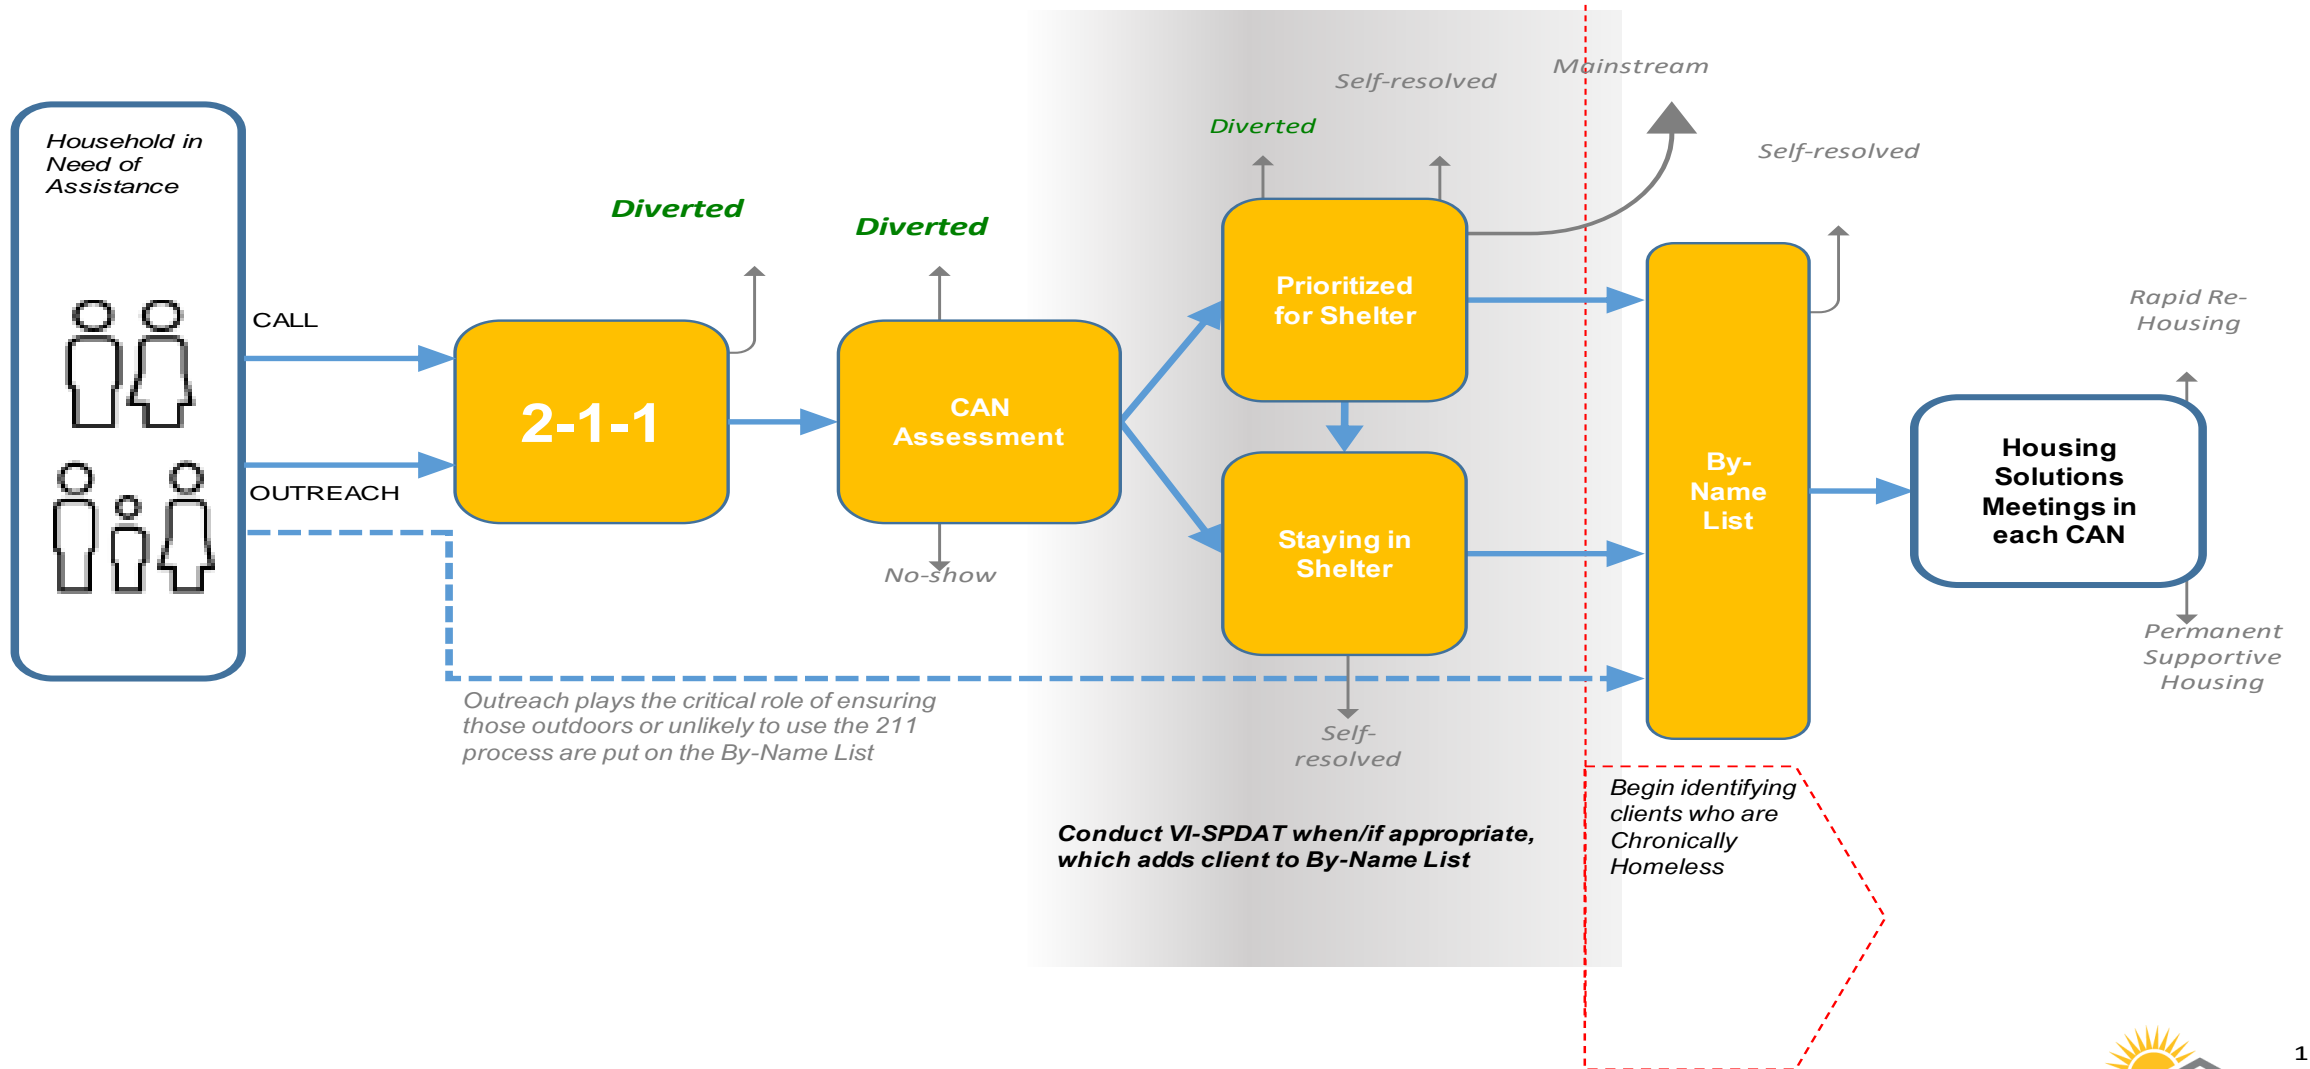 Household in
Need of
Assistance
CALL
OUTREACH
2-1-1
Diverted
CAN
Assessment
Diverted
No-show
Outreach plays the critical role of ensuring
those outdoors or unlikely to use the 211
process are put on the By-Name List
Diverted
Self-resolved
Mainstream
Prioritized
for Shelter
Staying in
Shelter
Self-
resolved
Conduct VI-SPDAT when/if appropriate,
which adds client to By-Name List
Self-resolved
By-
Name
List
Begin identifying
clients who are
Chronically
Homeless
Housing
Solutions
Meetings in
each CAN
Rapid Re-
Housing
Permanent
Supportive
Housing
1